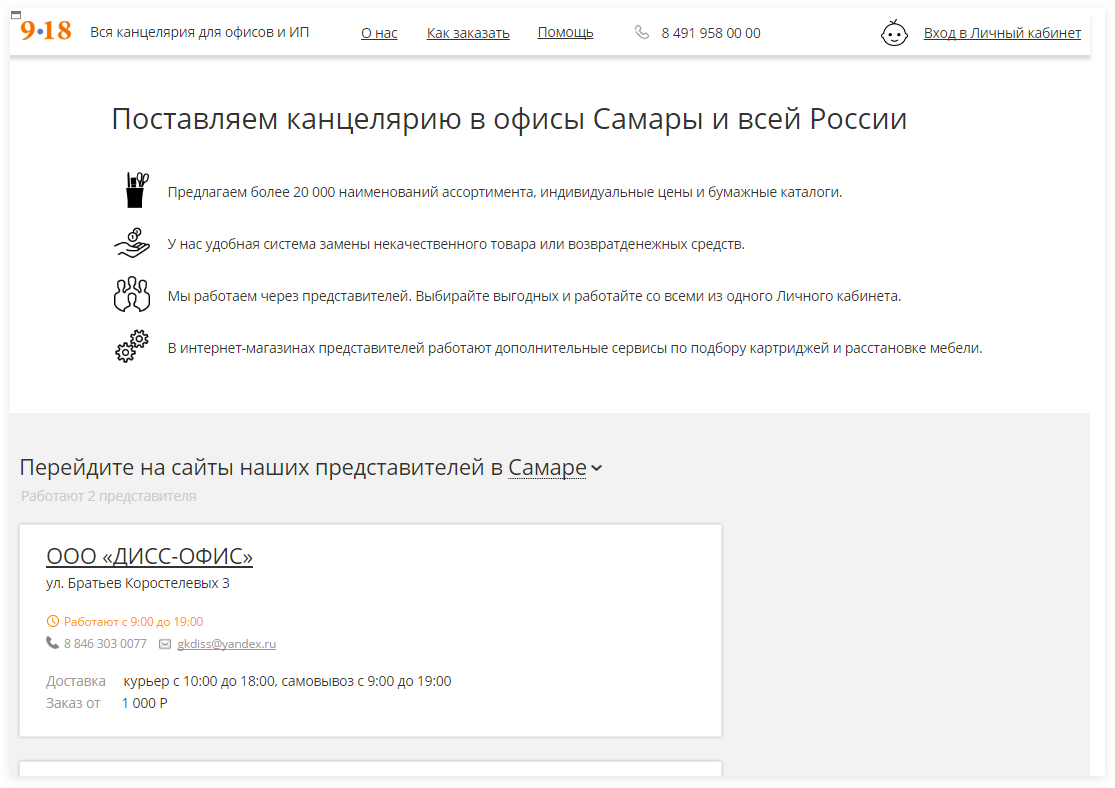 9·18 Вся канцелярия для офисов и ИП О нас Как заказать Помощь 8 491 958 00 00 Вход в Личный кабинет
Поставляем канцелярию в офисы Самары и всей России
Предлагаем более 20 000 наименований ассортимента, индивидуальные цены и бумажные каталоги.
У нас удобная система замены некачественного товара или возвратденежных средств.
Мы работаем через представителей. Выбирайте выгодных и работайте со всеми из одного Личного кабинета.
В интернет-магазинах представителей работают дополнительные сервисы по подбору картриджей и расстановке мебели.
Перейдите на сайты наших представителей в Самаре
Работают 2 представителя
ООО «ДИСС-ОФИС»
ул. Братьев Коростелевых 3
Работают с 9:00 до 19:00
8 846 303 0077 gkdiss@yandex.ru
Доставка курьер с 10:00 до 18:00, самовывоз с 9:00 до 19:00
Заказ от 1 000 Р